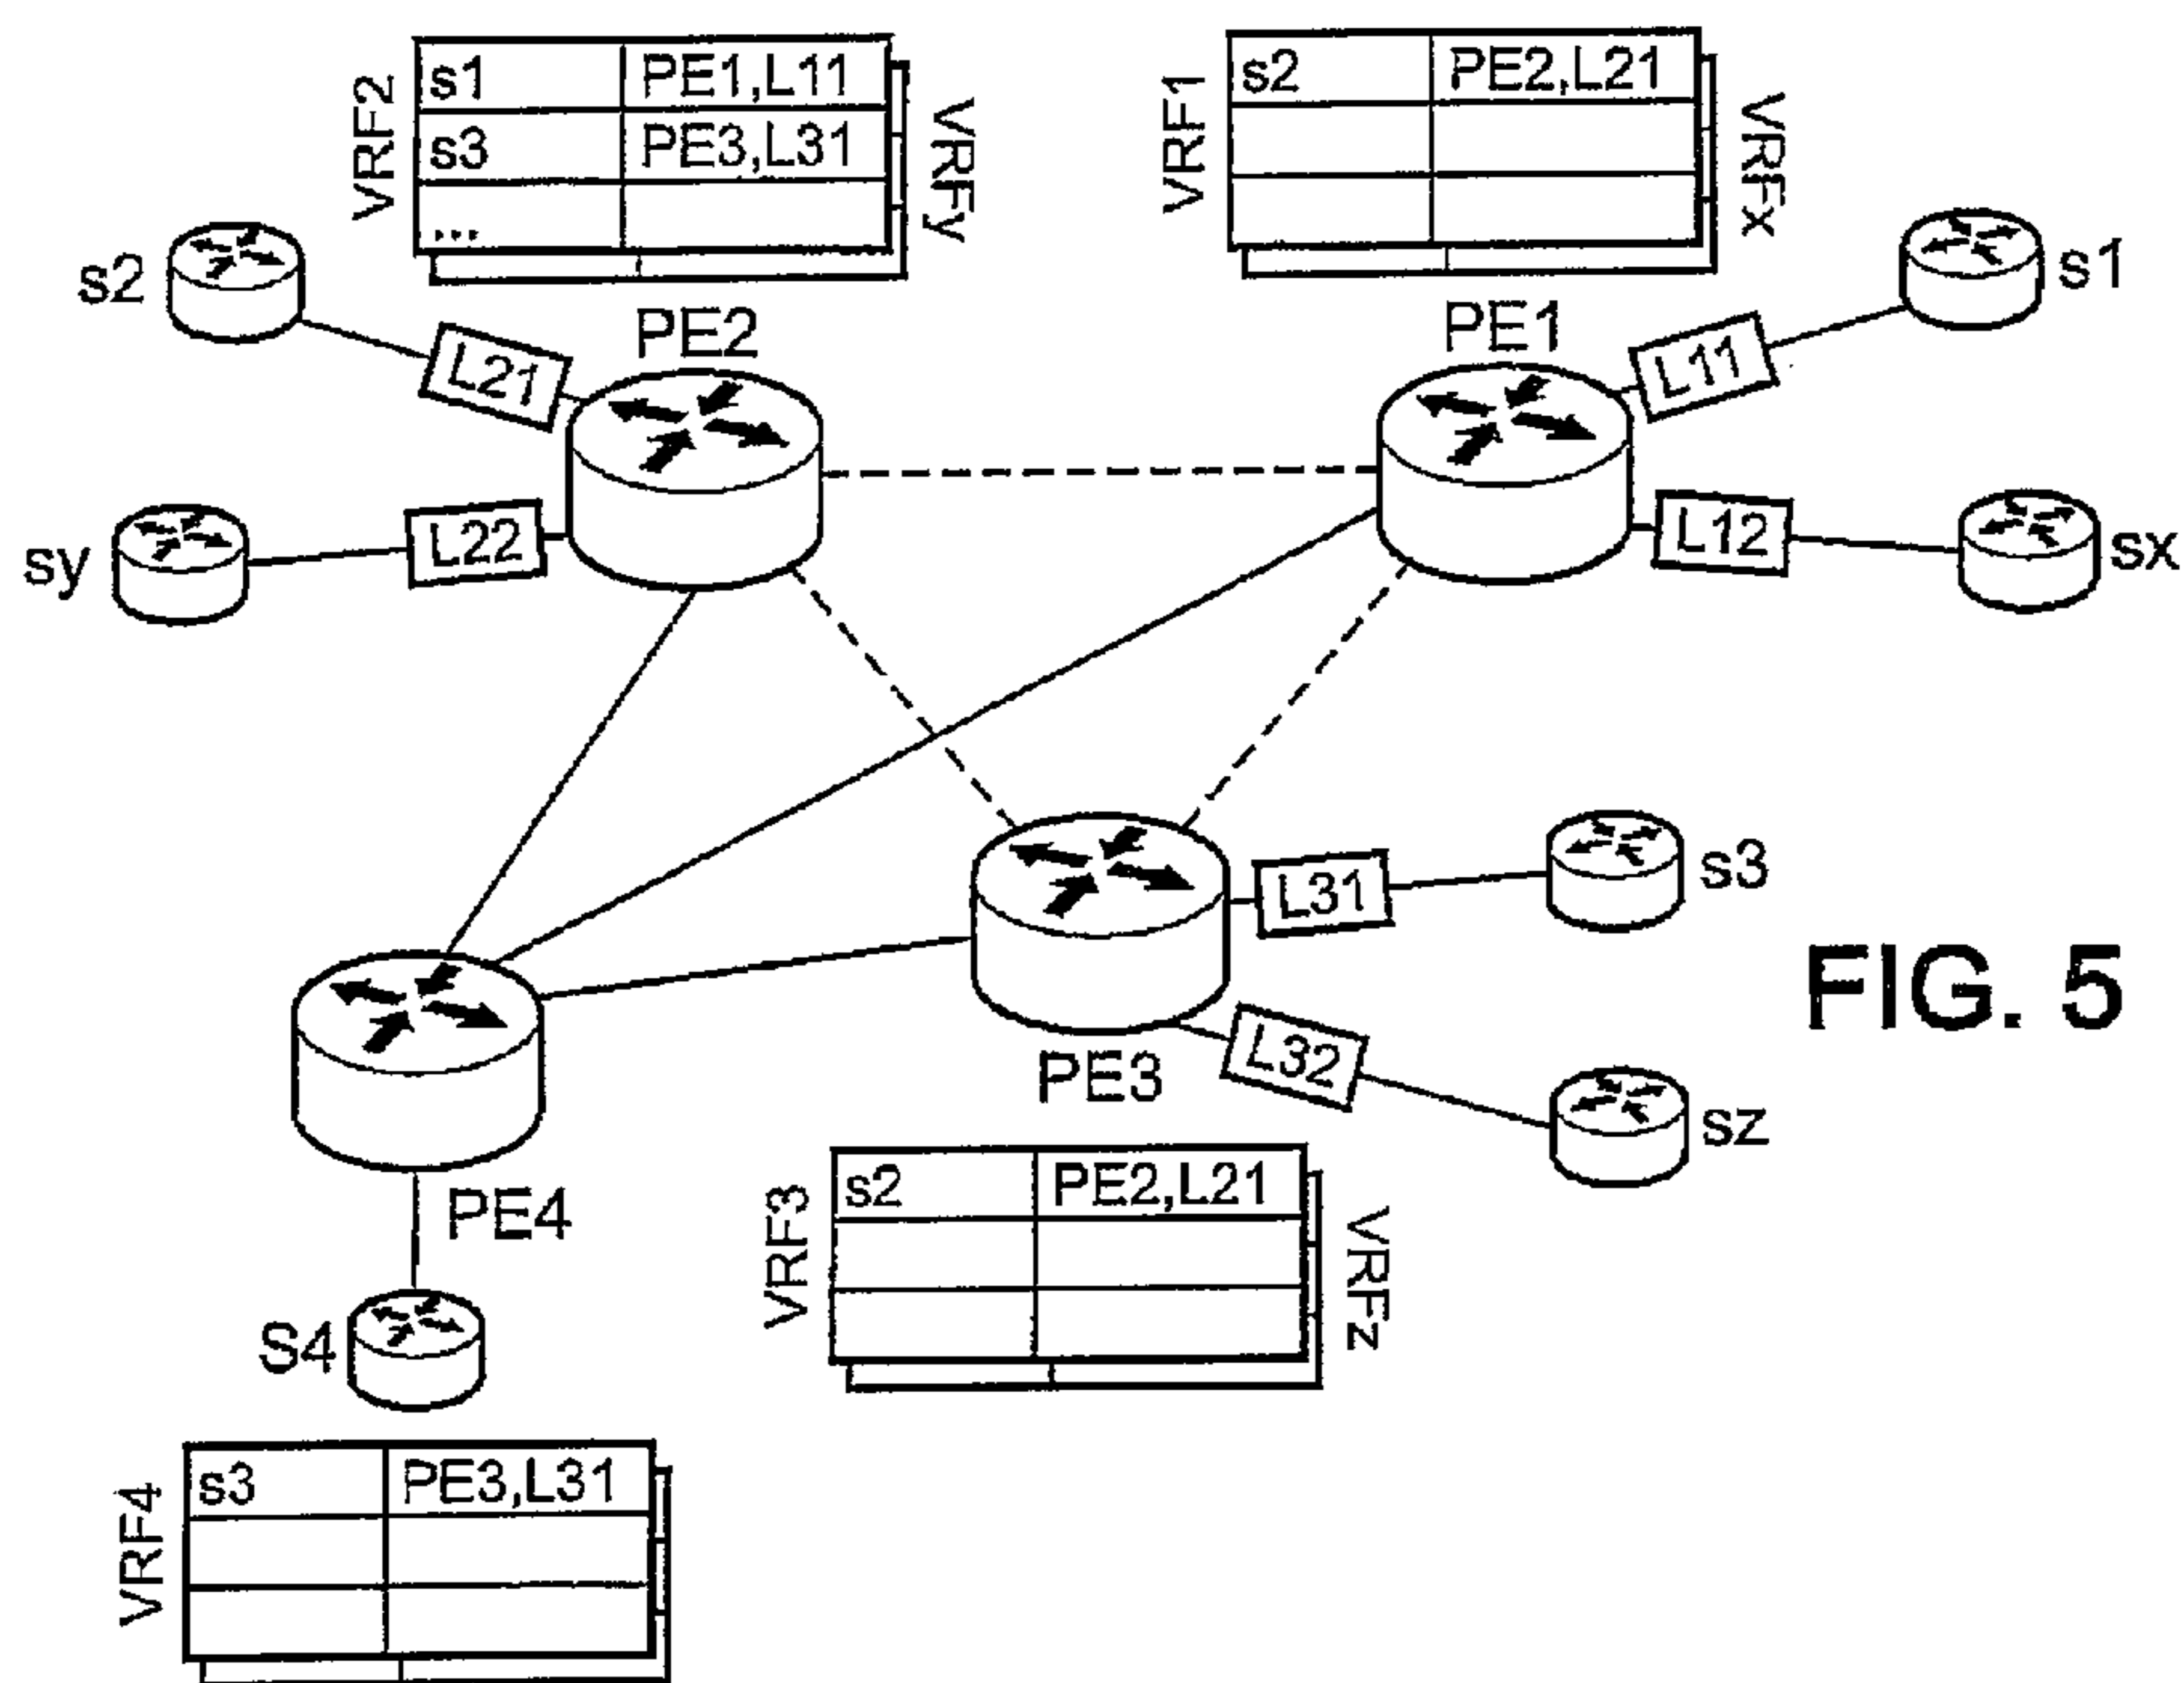 VRF2
s1 PE1,L11
s3 PE3,L31
...
VRFy
VRF1
s2 PE2,L21
VRFx
s2
L21
PE2
PE1
L11
s1
sy
L22
L12
sx
L31
s3
FIG. 5
PE3
L32
sz
PE4
S4
VRF3
s2 PE2,L21
VRFz
VRF4
s3 PE3,L31